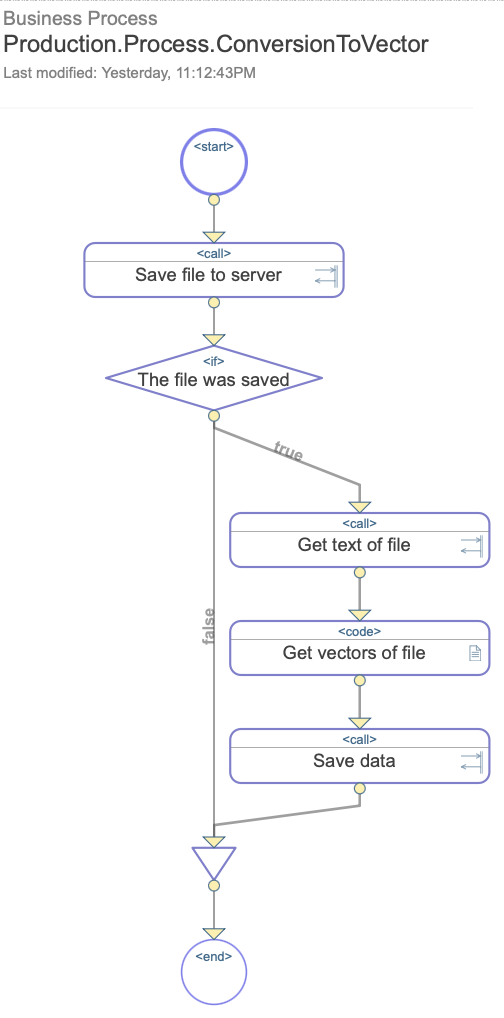 Business Process
Production.Process.ConversionToVector
Last modified: Yesterday, 11:12:43PM
<start>
<call>
Save file to server
<if>
The file was saved
true
<call>
Get text of file
false
<code>
Get vectors of file
<call>
Save data
<end>